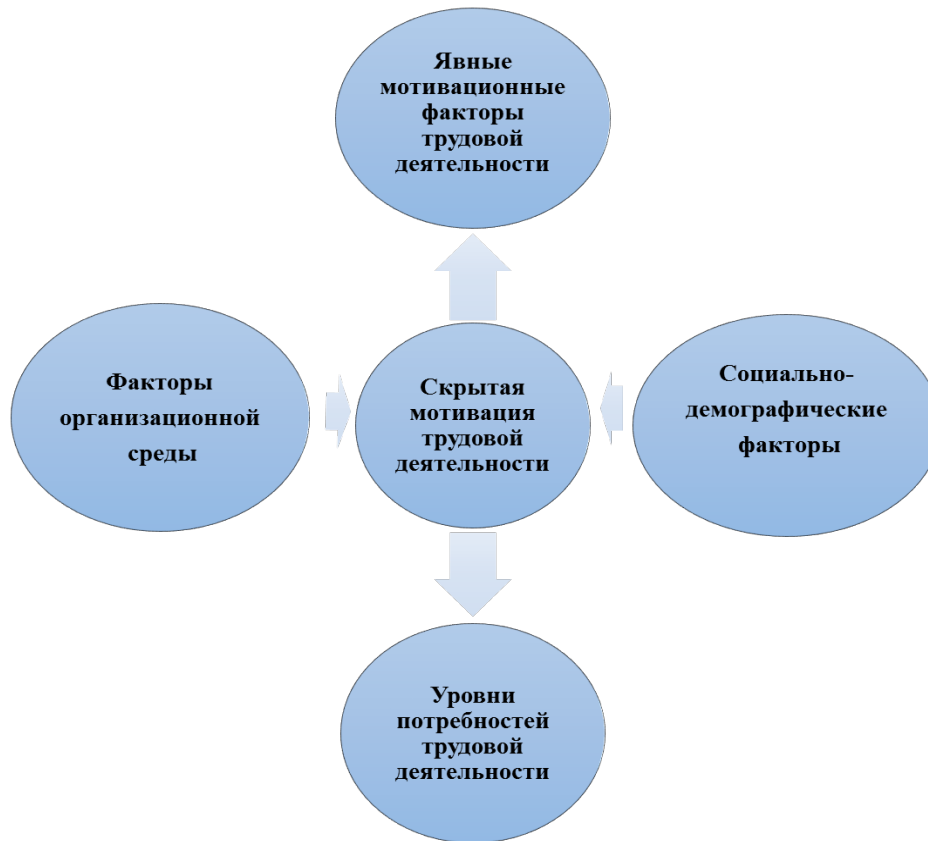 Явные
мотивационные
факторы
трудовой
деятельности
Факторы
организационной
среды
Скрытая
мотивация
трудовой
деятельности
Социально-
демографические
факторы
Уровни
потребностей
трудовой
деятельности